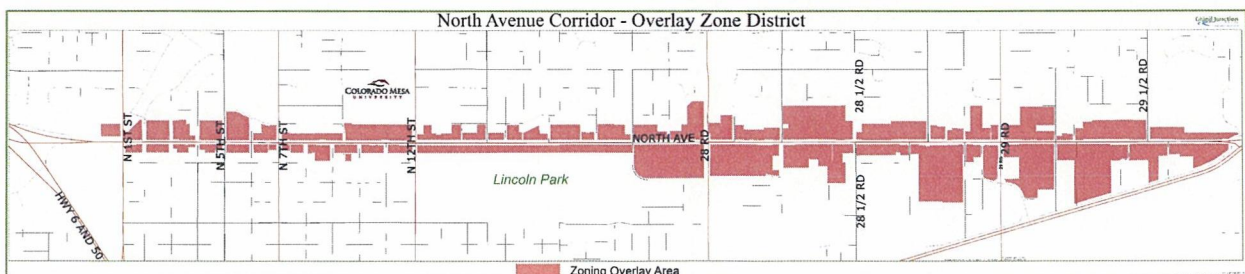 North Avenue Corridor - Overlay Zone District
Grand Junction
COLORADO MESA
UNIVERSITY
N 1ST ST
N 5TH ST
N 7TH ST
N 12TH ST
NORTH AVE
28 RD
28 1/2 RD
29 RD
29 1/2 RD
28 1/2 RD
Lincoln Park
HWY 6 AND 50
Zoning Overlay Area